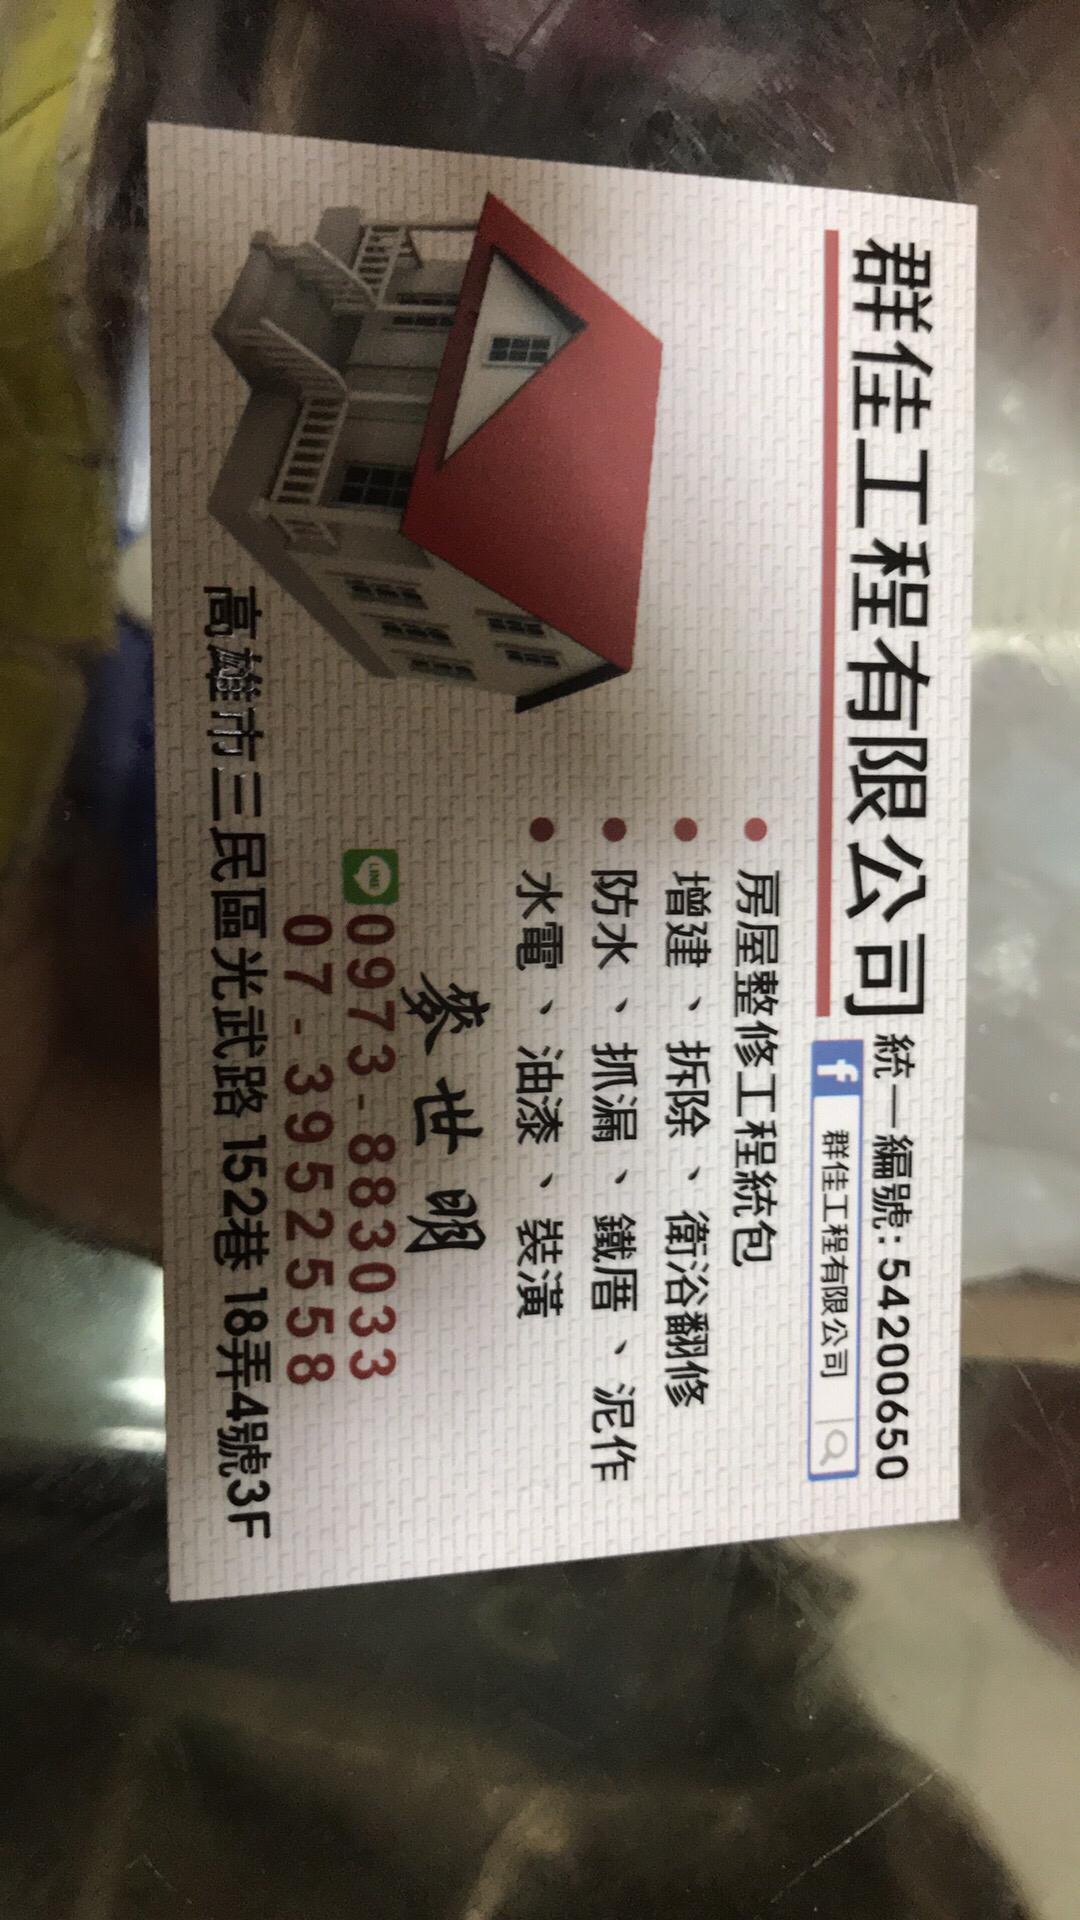 群佳工程有限公司
統一編號:54200650
f 群佳工程有限公司
• 房屋整修工程統包
• 增建、拆除、衛浴翻修
• 防水、抓漏、鐵厝、泥作
• 水電、油漆、裝潢
麥世明
LINE 0973-883033
07-3952558
高雄市三民區光武路152巷18弄4號3F